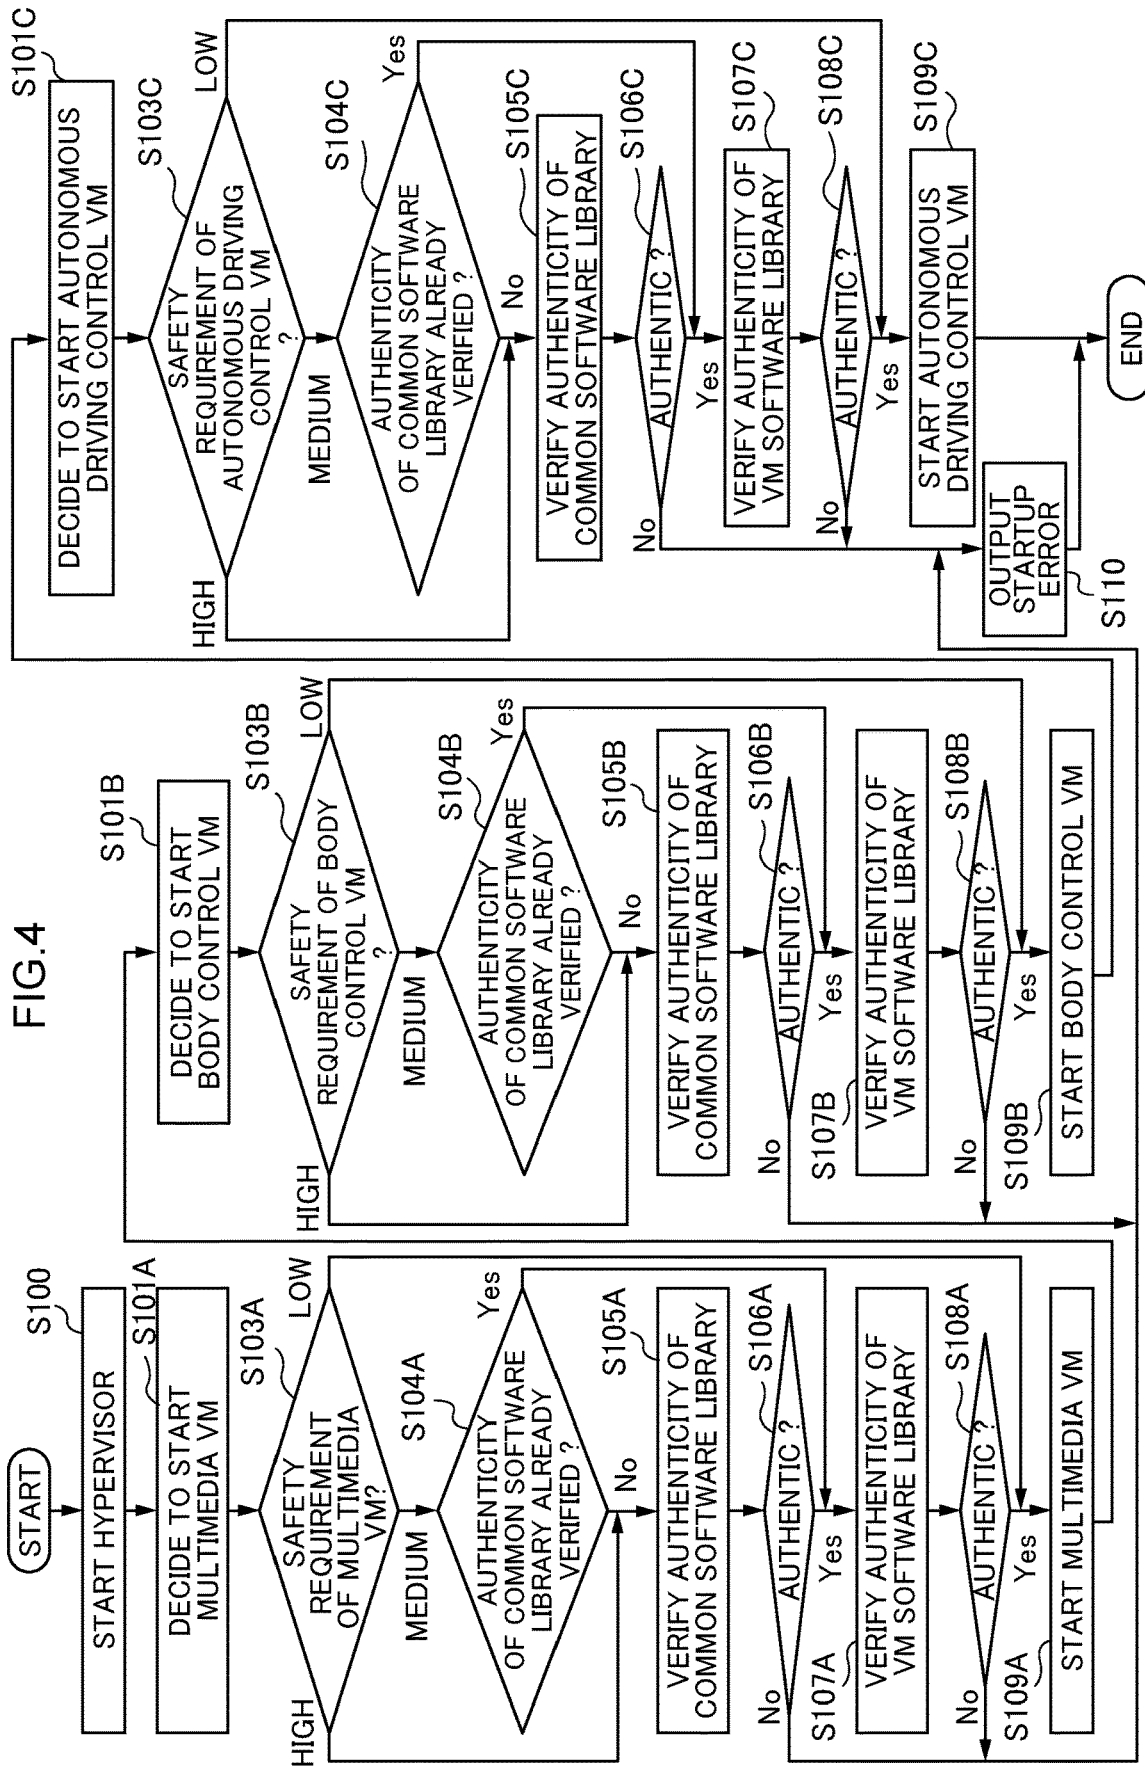 FIG.4
START
S100
START HYPERVISOR
S101A
DECIDE TO START
MULTIMEDIA VM
S103A
SAFETY
REQUIREMENT
OF MULTIMEDIA
VM?
HIGH
LOW
MEDIUM
S104A
AUTHENTICITY
OF COMMON SOFTWARE
LIBRARY ALREADY
VERIFIED ?
Yes
No
S105A
VERIFY AUTHENTICITY OF
COMMON SOFTWARE LIBRARY
S106A
AUTHENTIC ?
No
Yes
S107A
VERIFY AUTHENTICITY OF
VM SOFTWARE LIBRARY
S108A
AUTHENTIC ?
No
Yes
S109A
START MULTIMEDIA VM
S101B
DECIDE TO START
BODY CONTROL VM
S103B
SAFETY
REQUIREMENT OF BODY
CONTROL VM
?
HIGH
LOW
MEDIUM
S104B
AUTHENTICITY
OF COMMON SOFTWARE
LIBRARY ALREADY
VERIFIED ?
Yes
No
S105B
VERIFY AUTHENTICITY OF
COMMON SOFTWARE LIBRARY
S106B
AUTHENTIC ?
No
Yes
S107B
VERIFY AUTHENTICITY OF
VM SOFTWARE LIBRARY
S108B
AUTHENTIC ?
No
Yes
S109B
START BODY CONTROL VM
S101C
DECIDE TO START AUTONOMOUS
DRIVING CONTROL VM
S103C
SAFETY
REQUIREMENT OF
AUTONOMOUS DRIVING
CONTROL VM
?
HIGH
LOW
MEDIUM
S104C
AUTHENTICITY
OF COMMON SOFTWARE
LIBRARY ALREADY
VERIFIED ?
Yes
No
S105C
VERIFY AUTHENTICITY OF
COMMON SOFTWARE LIBRARY
S106C
AUTHENTIC ?
No
Yes
S107C
VERIFY AUTHENTICITY OF
VM SOFTWARE LIBRARY
S108C
AUTHENTIC ?
No
Yes
S109C
START AUTONOMOUS
DRIVING CONTROL VM
OUTPUT
STARTUP
ERROR
S110
END